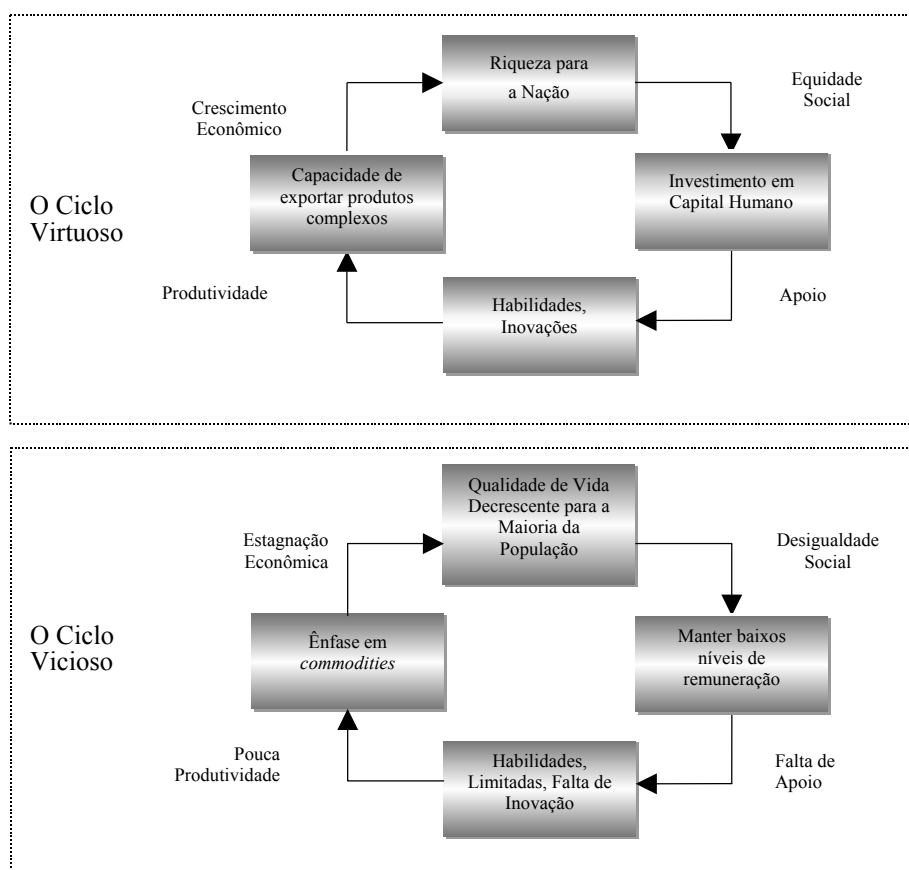 Riqueza para
a Nação
Equidade
Social
Crescimento
Econômico
Capacidade de
exportar produtos
complexos
Investimento em
Capital Humano
O Ciclo
Virtuoso
Produtividade
Habilidades,
Inovações
Apoio
Qualidade de Vida
Decrescente para a
Maioria da
População
Estagnação
Econômica
Desigualdade
Social
O Ciclo
Vicioso
Ênfase em
commodities
Manter baixos
níveis de
remuneração
Pouca
Produtividade
Habilidades,
Limitadas, Falta de
Inovação
Falta de
Apoio